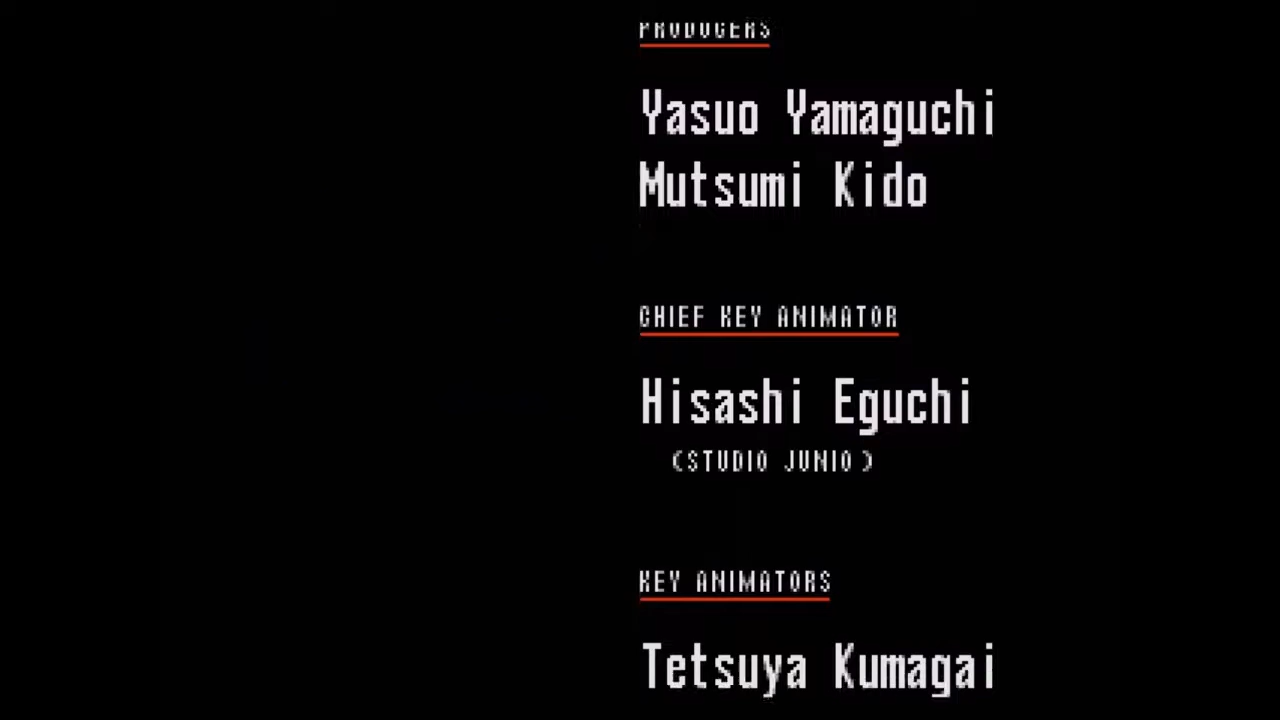 PRODUCERS
Yasuo Yamaguchi
Mutsumi Kido
CHIEF KEY ANIMATOR
Hisashi Eguchi
(STUDIO JUNIO)
KEY ANIMATORS
Tetsuya Kumagai